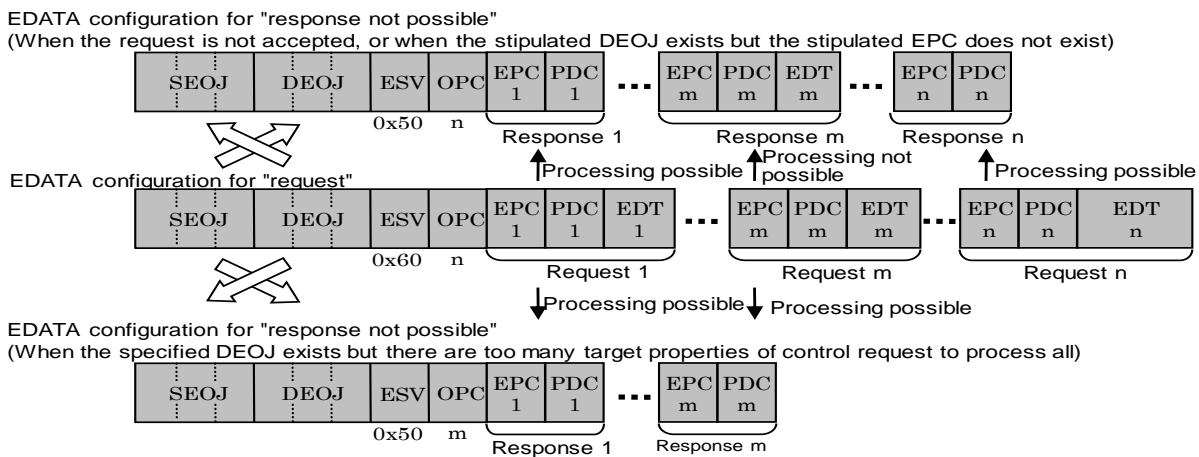 EDATA configuration for "response not possible"
(When the request is not accepted, or when the stipulated DEOJ exists but the stipulated EPC does not exist)
SEOJ DEOJ ESV OPC EPC 1 PDC 1 ... EPC m PDC m EDT m ... EPC n PDC n
0x50 n Response 1 Response m Response n
Processing possible Processing not possible Processing possible
EDATA configuration for "request"
SEOJ DEOJ ESV OPC EPC 1 PDC 1 EDT 1 ... EPC m PDC m EDT m ... EPC n PDC n EDT n
0x60 n Request 1 Request m Request n
Processing possible Processing possible
EDATA configuration for "response not possible"
(When the specified DEOJ exists but there are too many target properties of control request to process all)
SEOJ DEOJ ESV OPC EPC 1 PDC 1 ... EPC m PDC m
0x50 m Response 1 Response m